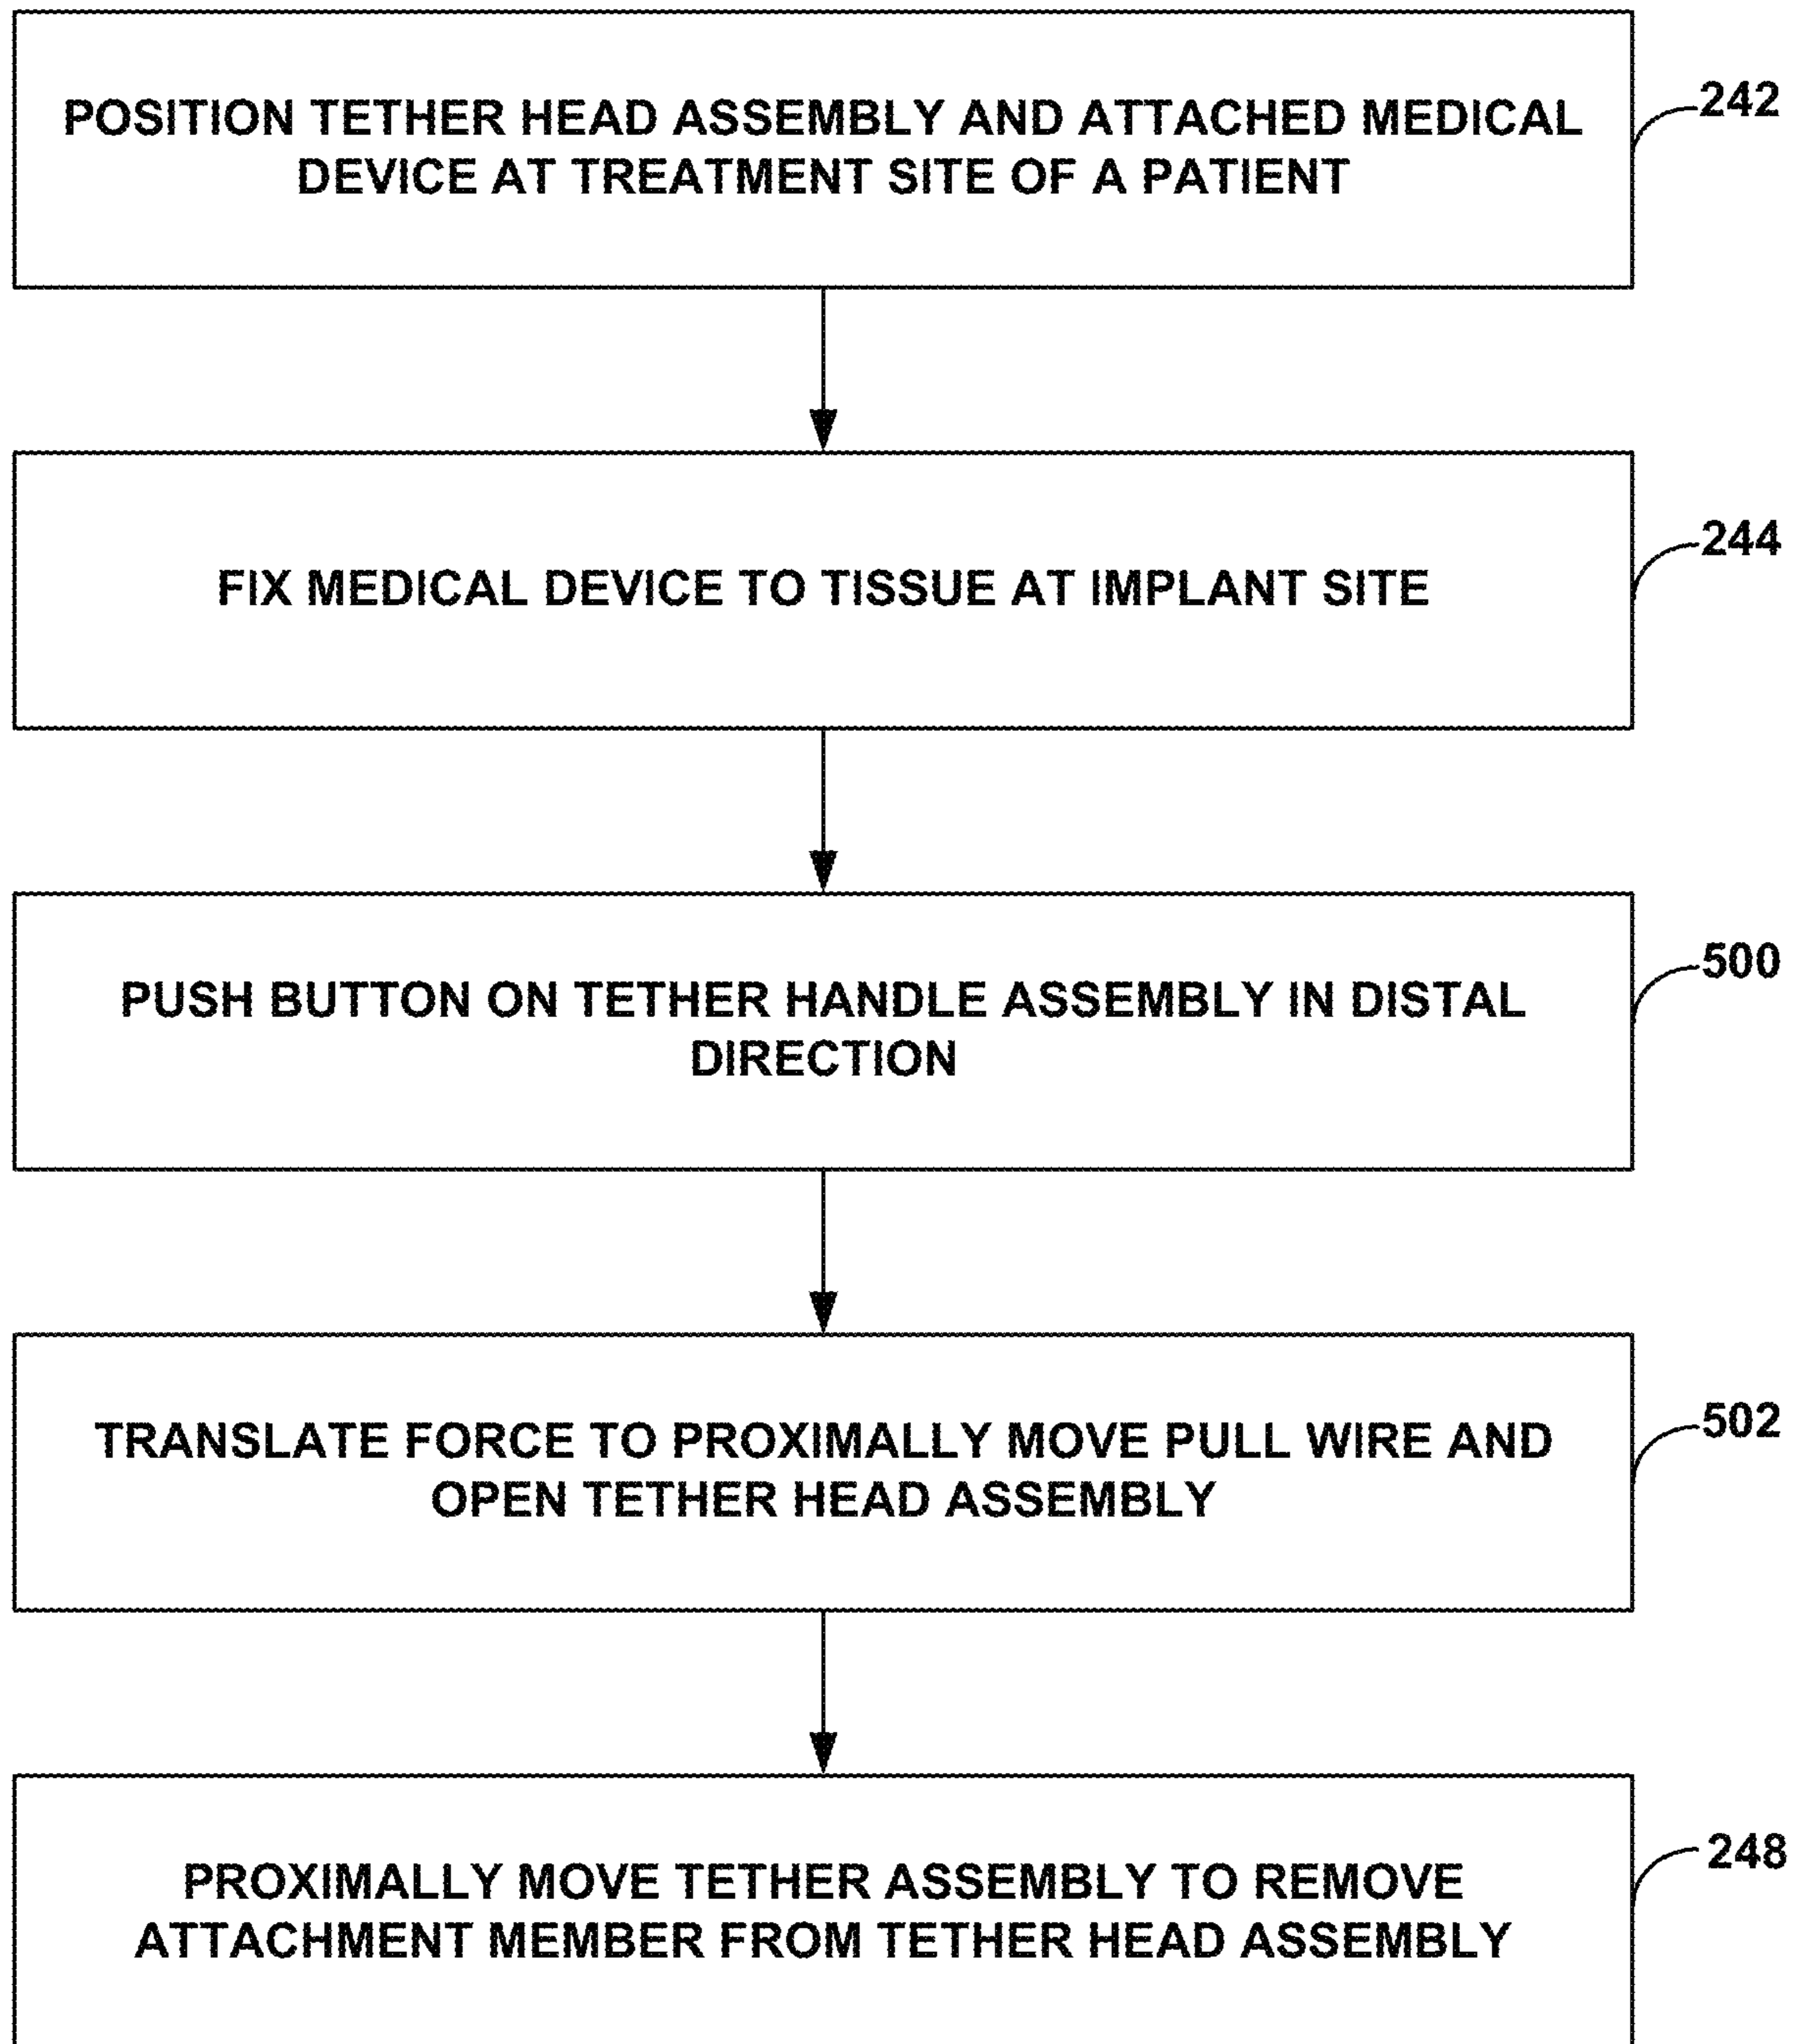 POSITION TETHER HEAD ASSEMBLY AND ATTACHED MEDICAL
DEVICE AT TREATMENT SITE OF A PATIENT
242
FIX MEDICAL DEVICE TO TISSUE AT IMPLANT SITE
244
PUSH BUTTON ON TETHER HANDLE ASSEMBLY IN DISTAL
DIRECTION
500
TRANSLATE FORCE TO PROXIMALLY MOVE PULL WIRE AND
OPEN TETHER HEAD ASSEMBLY
502
PROXIMALLY MOVE TETHER ASSEMBLY TO REMOVE
ATTACHMENT MEMBER FROM TETHER HEAD ASSEMBLY
248